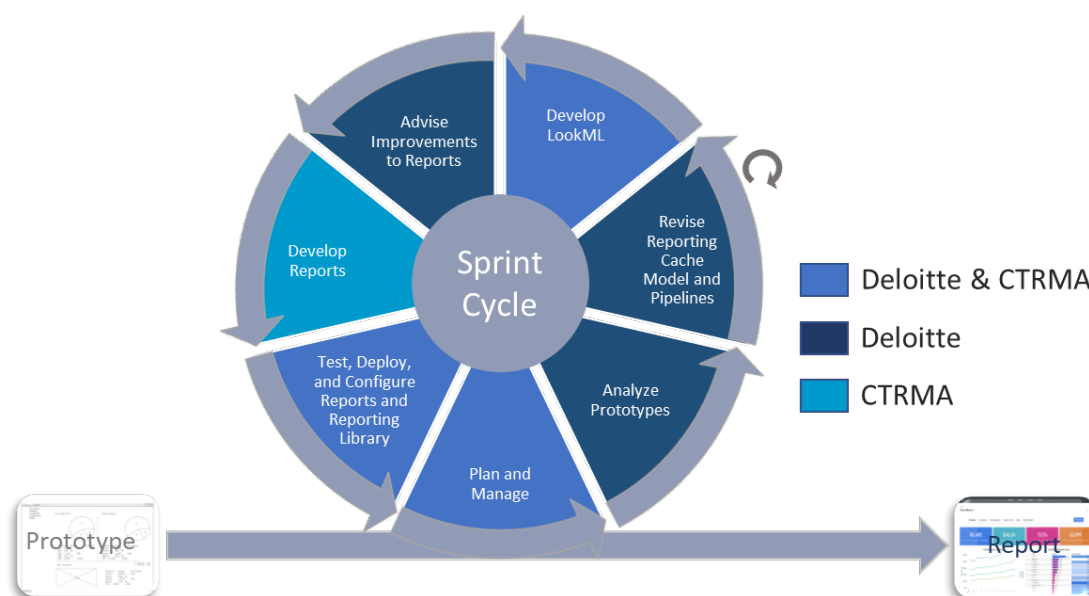 Develop
LookML
Advise
Improvements
to Reports
Revise
Reporting
Cache
Model and
Pipelines
Sprint
Cycle
Develop
Reports
Deloitte & CTRMA
Deloitte
CTRMA
Test, Deploy,
and Configure
Reports and
Reporting
Library
Analyze
Prototypes
Plan and
Manage
Prototype
Report